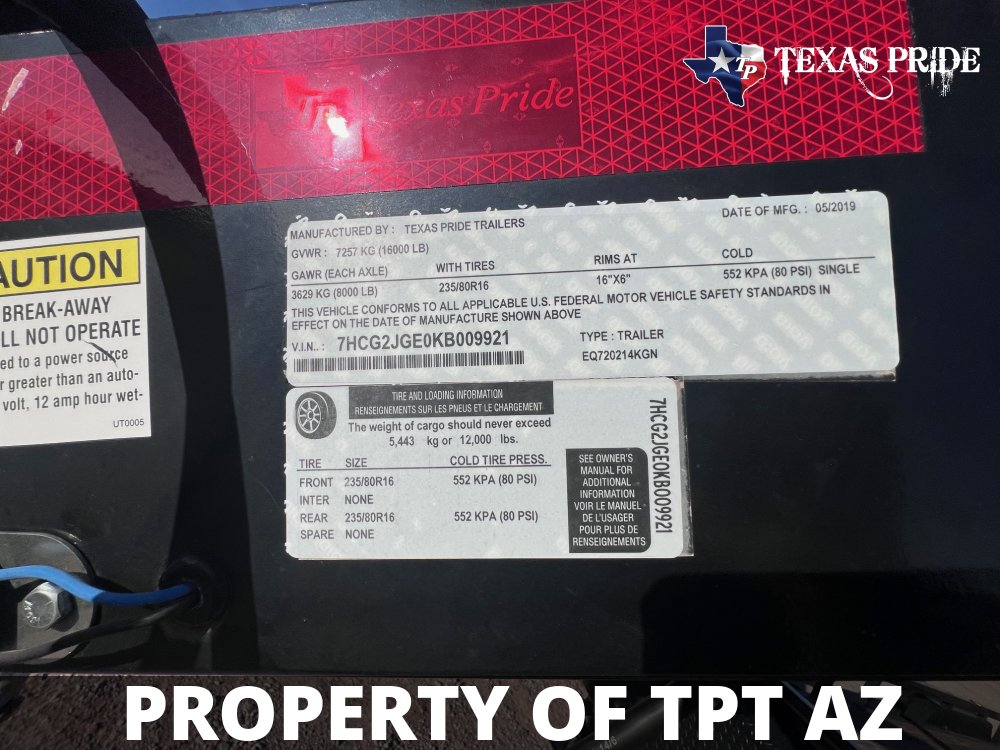 TP TEXAS PRIDE
TP Texas Pride
MANUFACTURED BY : TEXAS PRIDE TRAILERS
DATE OF MFG. : 05/2019
GVWR : 7257 KG (16000 LB)
GAWR (EACH AXLE) WITH TIRES RIMS AT COLD
3629 KG (8000 LB) 235/80R16 16"X6" 552 KPA (80 PSI) SINGLE
THIS VEHICLE CONFORMS TO ALL APPLICABLE U.S. FEDERAL MOTOR VEHICLE SAFETY STANDARDS IN
EFFECT ON THE DATE OF MANUFACTURE SHOWN ABOVE
V.I.N.. : 7HCG2JGE0KB009921 TYPE : TRAILER
EQ720214KGN
AUTION
BREAK-AWAY
LL NOT OPERATE
ed to a power source
r greater than an auto-
volt, 12 amp hour wet-
UT0005
TIRE AND LOADING INFORMATION
RENSEIGNEMENTS SUR LES PNEUS ET LE CHARGEMENT
The weight of cargo should never exceed
5,443 kg or 12,000 lbs.
TIRE SIZE COLD TIRE PRESS.
FRONT 235/80R16 552 KPA (80 PSI)
INTER NONE
REAR 235/80R16 552 KPA (80 PSI)
SPARE NONE
SEE OWNER'S
MANUAL FOR
ADDITIONAL
INFORMATION
VOIR LE MANUEL
DE L'USAGER
POUR PLUS DE
RENSEIGNEMENTS
7HCG2JGE0KB009921
PROPERTY OF TPT AZ